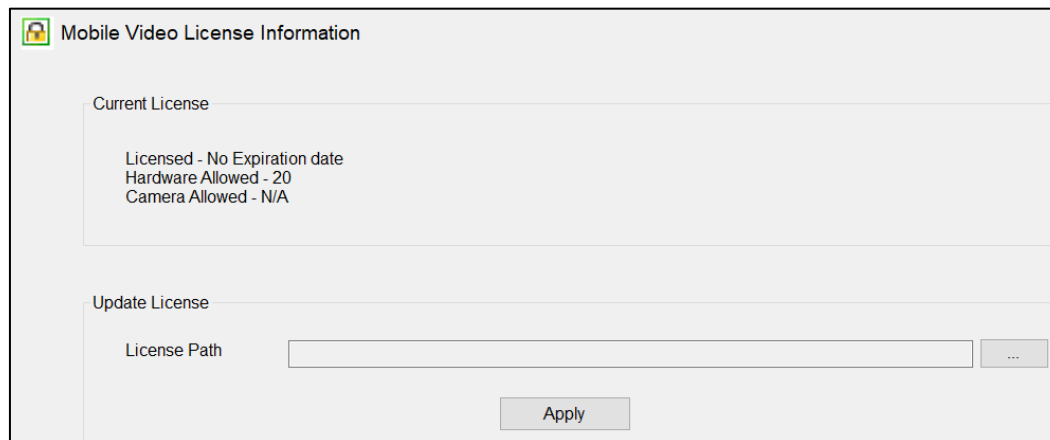 Mobile Video License Information
Current License
Licensed - No Expiration date
Hardware Allowed - 20
Camera Allowed - N/A
Update License
License Path
...
Apply